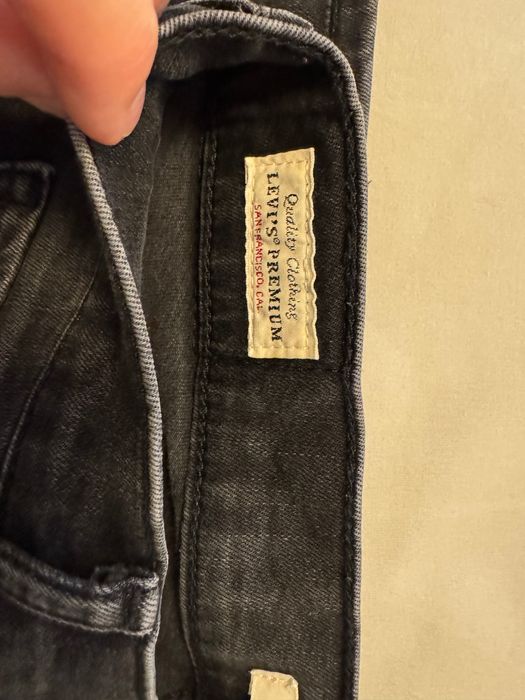 Quality Clothing
LEVI'S® PREMIUM
SAN FRANCISCO, CAL